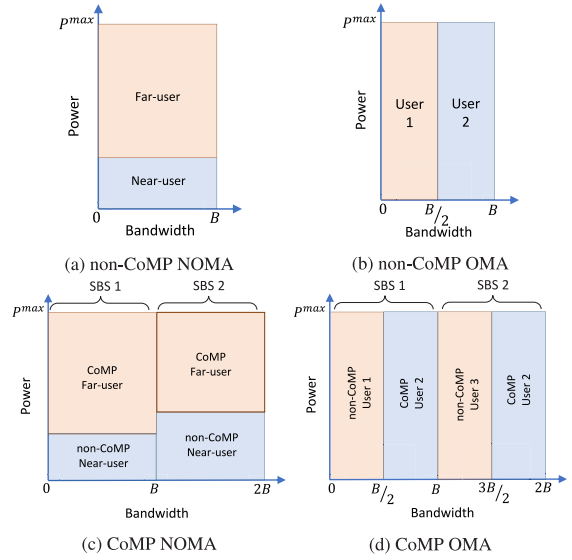 P^max
Power
Far-user
Near-user
0
B
Bandwidth
(a) non-CoMP NOMA
P^max
Power
User
1
User
2
0
B/2
B
Bandwidth
(b) non-CoMP OMA
SBS 1
SBS 2
P^max
Power
CoMP
Far-user
CoMP
Far-user
non-CoMP
Near-user
non-CoMP
Near-user
0
B
2B
Bandwidth
(c) CoMP NOMA
SBS 1
SBS 2
P^max
Power
non-CoMP
User 1
CoMP
User 2
non-CoMP
User 3
CoMP
User 2
0
B/2
B
3B/2
2B
Bandwidth
(d) CoMP OMA